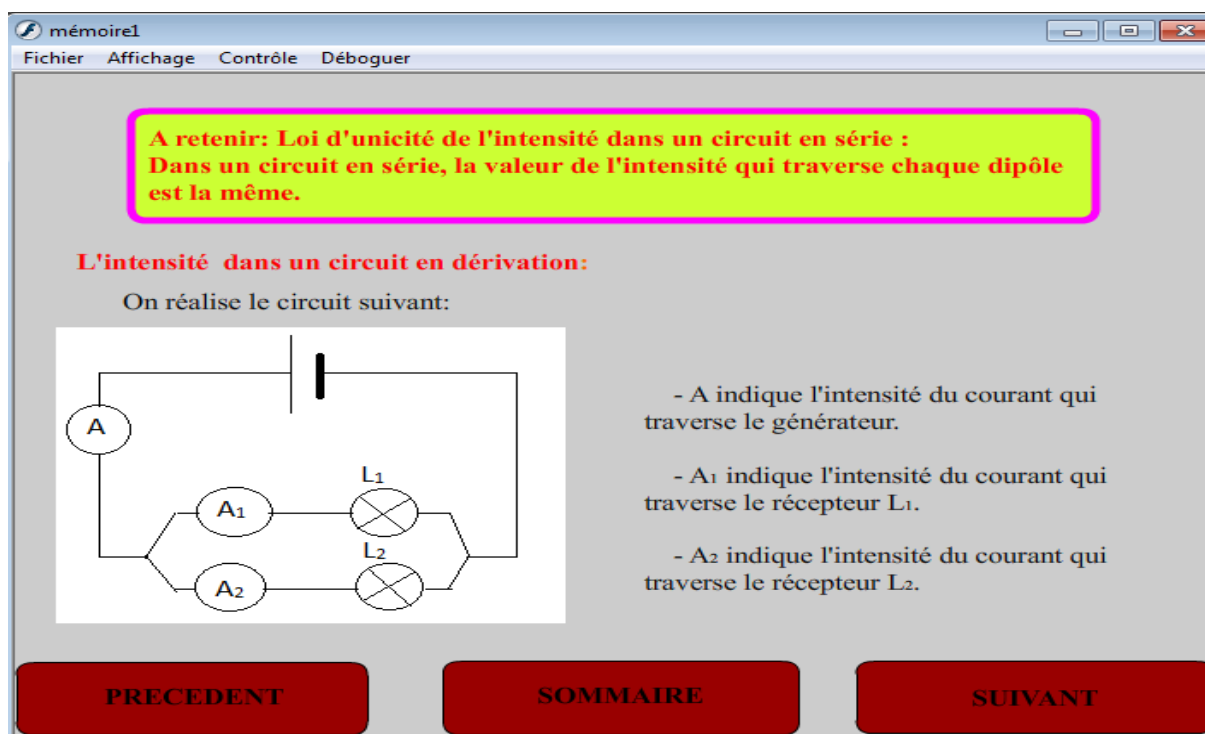 mémoire1
Fichier Affichage Contrôle Déboguer
A retenir: Loi d'unicité de l'intensité dans un circuit en série :
Dans un circuit en série, la valeur de l'intensité qui traverse chaque dipôle
est la même.
L'intensité dans un circuit en dérivation:
On réalise le circuit suivant:
A
L1
A1
L2
A2
- A indique l'intensité du courant qui
traverse le générateur.
- A1 indique l'intensité du courant qui
traverse le récepteur L1.
- A2 indique l'intensité du courant qui
traverse le récepteur L2.
PRECEDENT
SOMMAIRE
SUIVANT